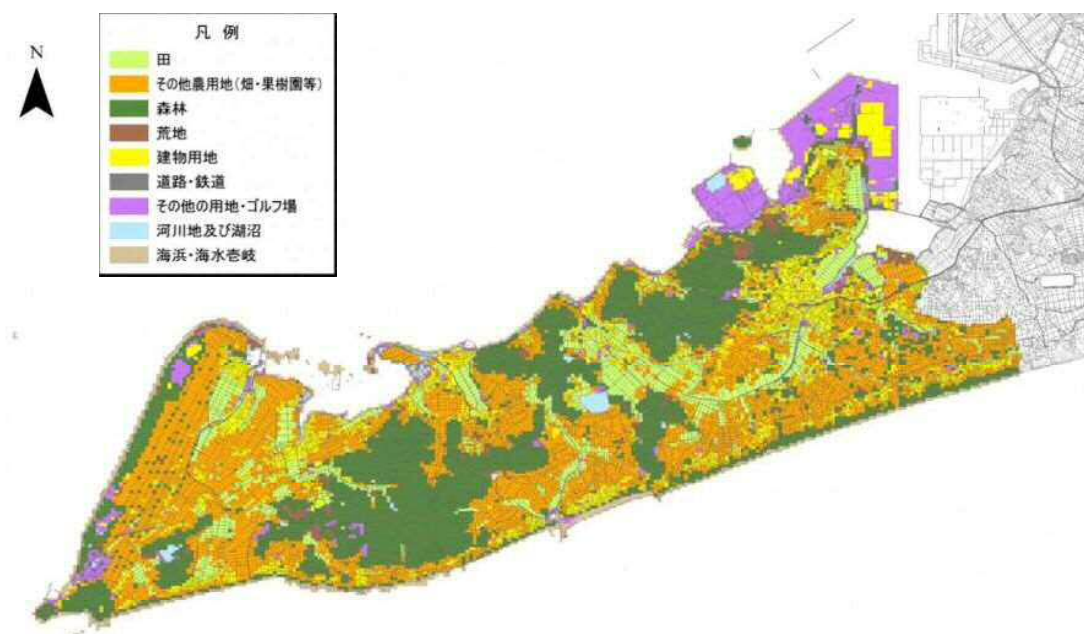 N
凡 例
田
その他農用地(畑・果樹園等)
森林
荒地
建物用地
道路・鉄道
その他の用地・ゴルフ場
河川地及び湖沼
海浜・海水壱岐